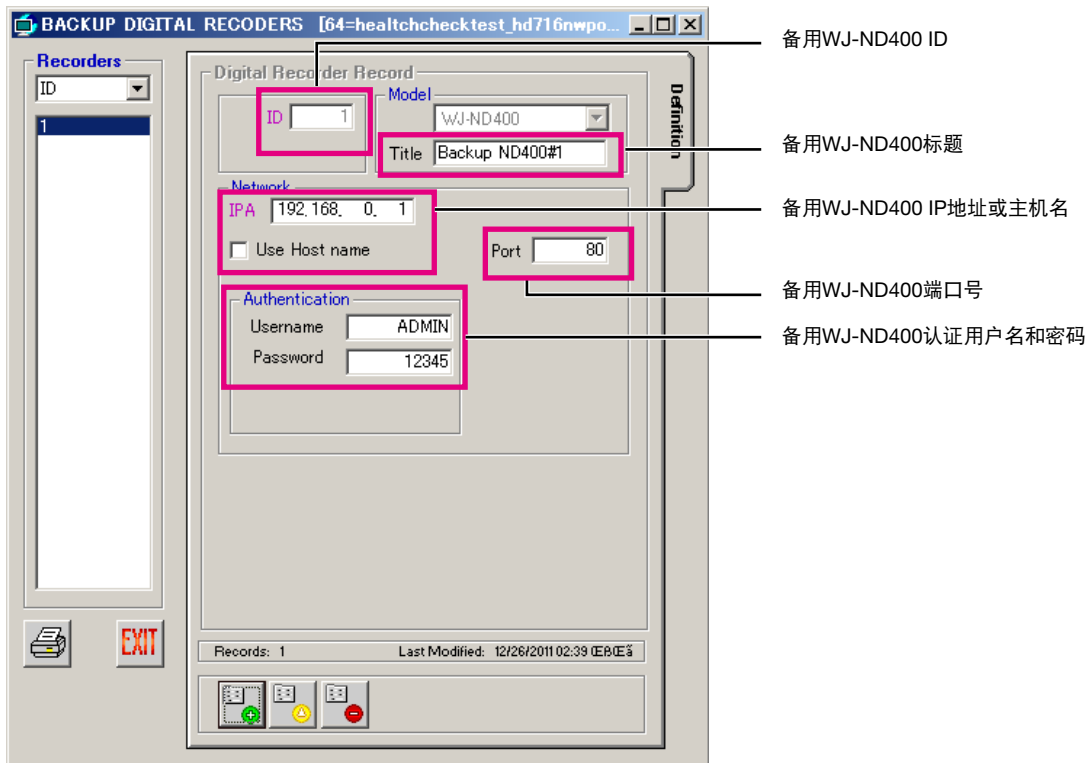 BACKUP DIGITAL RECODERS [64=healtchchecktest_hd716nwpo...
备用WJ-ND400 ID
Recorders
ID
1
Digital Recorder Record
ID 1
Model
WJ-ND400
Title Backup ND400#1
Definition
备用WJ-ND400标题
Network
IPA 192.168. 0. 1
备用WJ-ND400 IP地址或主机名
Use Host name
Port 80
备用WJ-ND400端口号
Authentication
Username ADMIN
备用WJ-ND400认证用户名和密码
Password 12345
EXIT
Records: 1 Last Modified: 12/26/2011 02:39 ŒßŒã